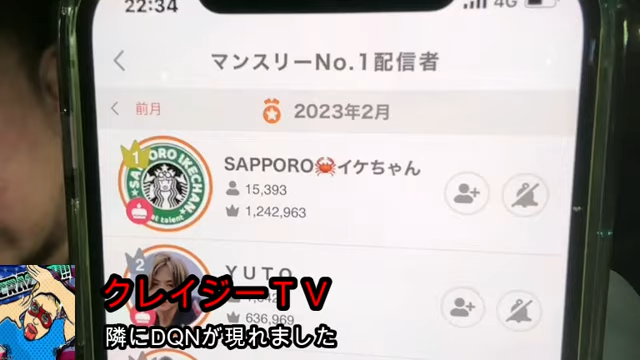 22:34
4G
マンスリーNo.1配信者
前月
2023年2月
1
SAPPORO IKECHAN
SAPPORO🦀イケちゃん
15,393
1,242,963
2
YUTO
636,969
クレイジーTV
隣にDQNが現れました